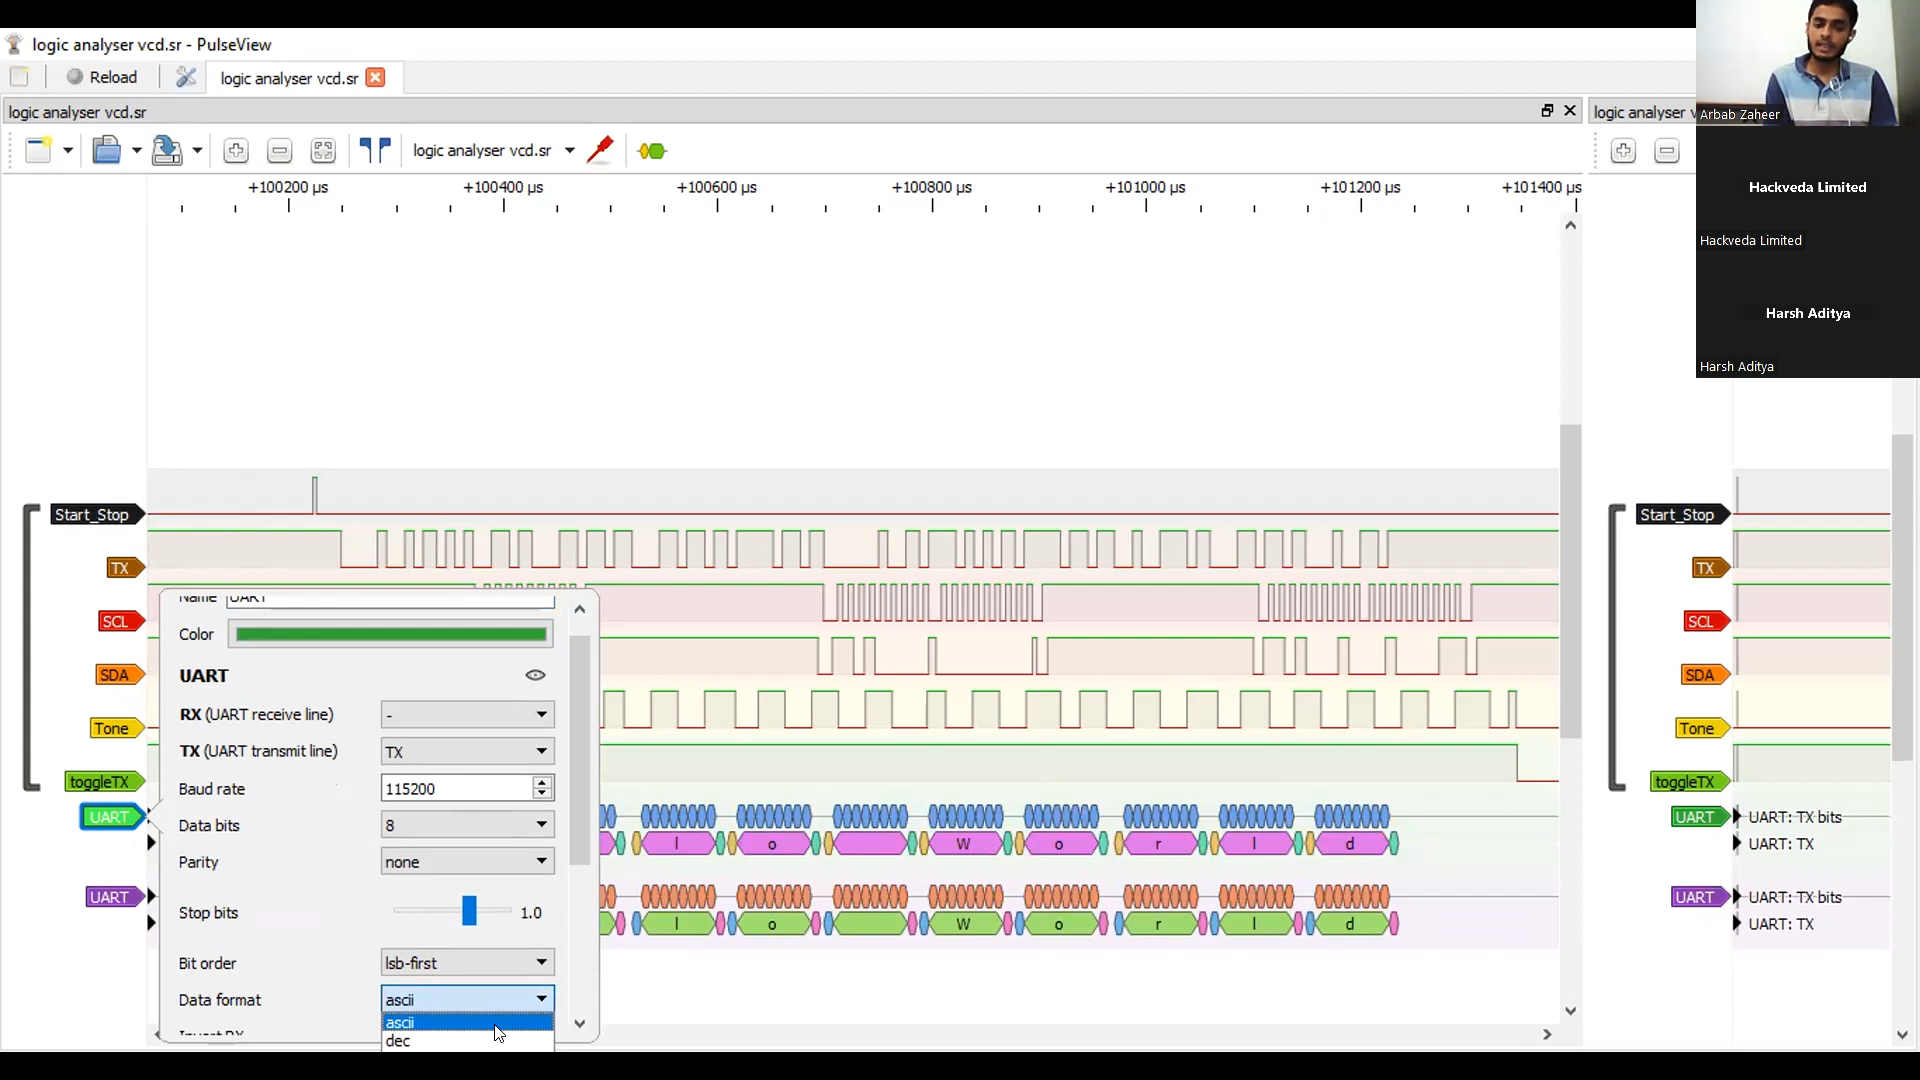 logic analyser vcd.sr - PulseView
Reload
logic analyser vcd.sr
logic analyser vcd.sr
logic analyser v
Arbab Zaheer
logic analyser vcd.sr
Hackveda Limited
+100200 µs +100400 µs +100600 µs +100800 µs +101000 µs +101200 µs +101400 µs
Hackveda Limited
Harsh Aditya
Harsh Aditya
Start_Stop
TX
SCL
SDA
Tone
toggleTX
UART
UART
Name UART
Color
UART
RX (UART receive line) -
TX (UART transmit line) TX
Baud rate 115200
Data bits 8
Parity none
Stop bits 1.0
Bit order lsb-first
Data format ascii
ascii
dec
l o W o r l d
l o W o r l d
Start_Stop
TX
SCL
SDA
Tone
toggleTX
UART UART: TX bits
UART: TX
UART UART: TX bits
UART: TX